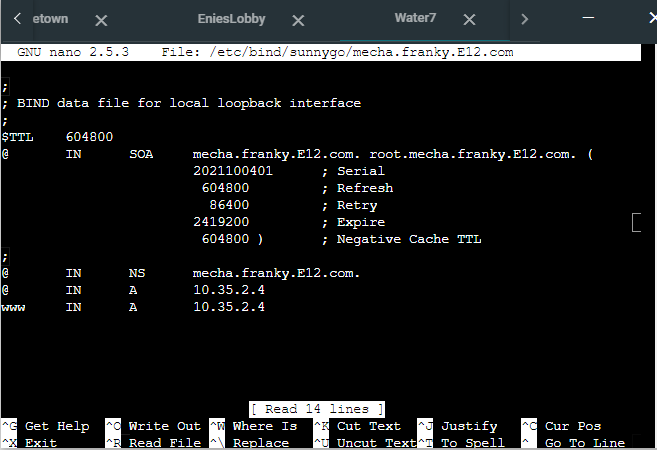 etown EniesLobby Water7
GNU nano 2.5.3 File: /etc/bind/sunnygo/mecha.franky.E12.com
;
; BIND data file for local loopback interface
;
$TTL 604800
@ IN SOA mecha.franky.E12.com. root.mecha.franky.E12.com. (
2021100401 ; Serial
604800 ; Refresh
86400 ; Retry
2419200 ; Expire
604800 ) ; Negative Cache TTL
;
@ IN NS mecha.franky.E12.com.
@ IN A 10.35.2.4
www IN A 10.35.2.4
[ Read 14 lines ]
^G Get Help ^O Write Out ^W Where Is ^K Cut Text ^J Justify ^C Cur Pos
^X Exit ^R Read File ^\ Replace ^U Uncut Text ^T To Spell ^_ Go To Line